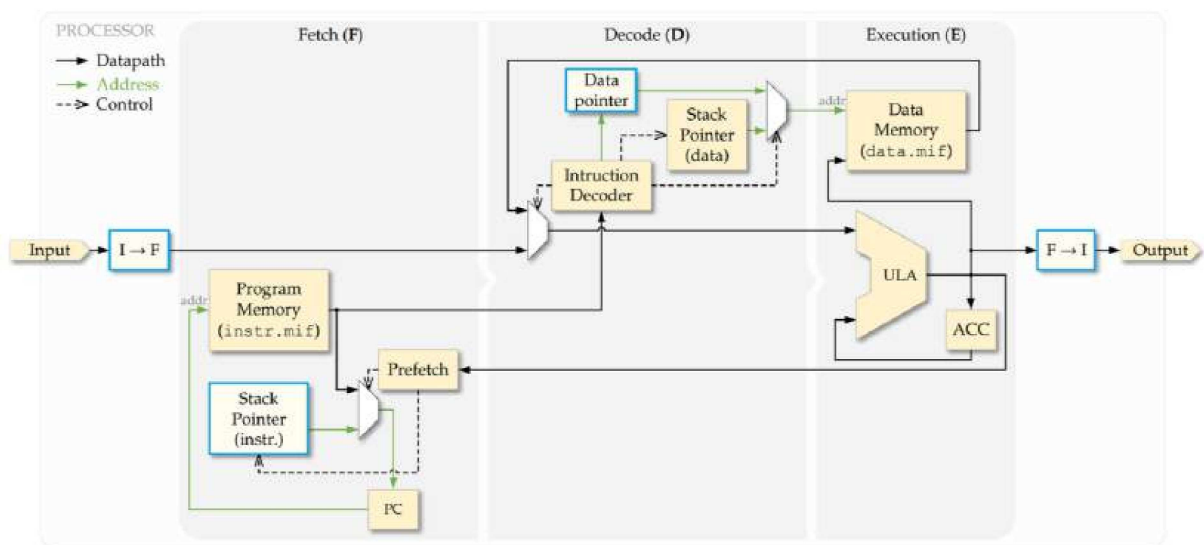 PROCESSOR
Datapath
Address
Control
Fetch (F)
Decode (D)
Execution (E)
Data
pointer
Stack
Pointer
(data)
addr
Data
Memory
(data.mif)
Intruction
Decoder
Input
I → F
ULA
F → I
Output
addr
Program
Memory
(instr.mif)
ACC
Prefetch
Stack
Pointer
(instr.)
PC